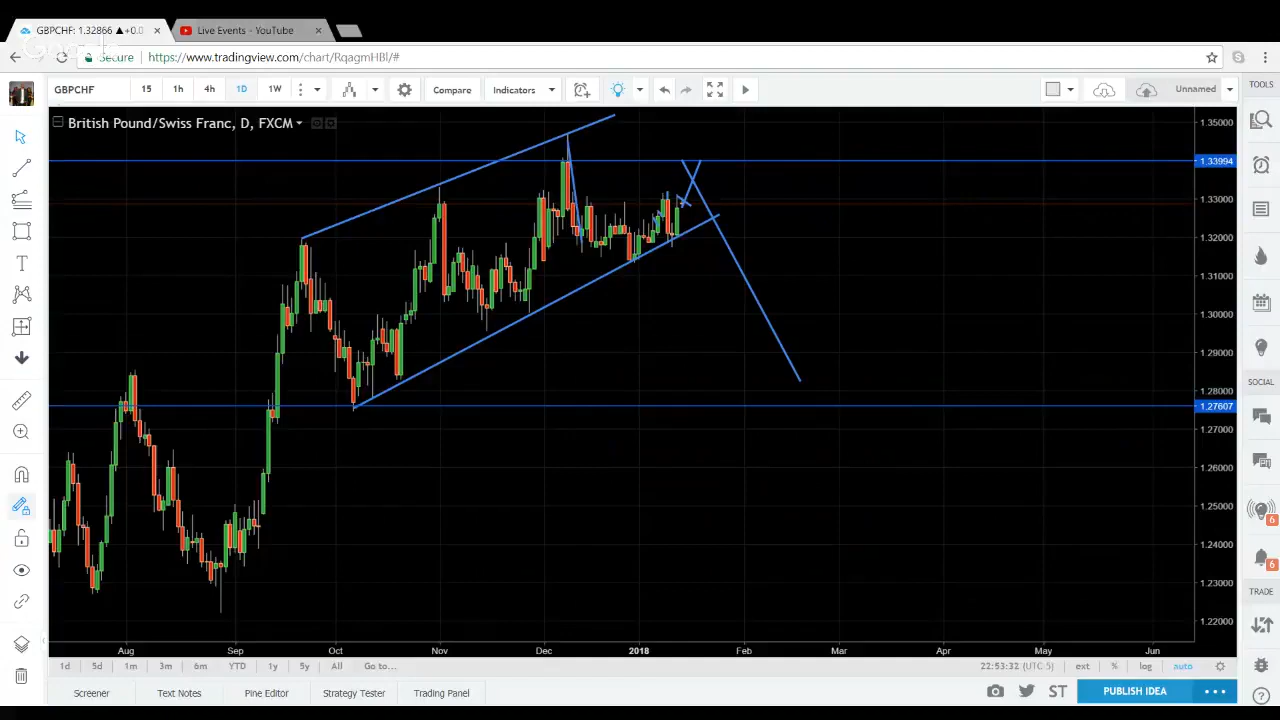 GBPCHF: 1.32866 ▲+0.0
Live Events - YouTube
Secure
https://www.tradingview.com/chart/RqagmHBl/#
GBPCHF 15 1h 4h 1D 1W Compare Indicators Unnamed
TOOLS
British Pound/Swiss Franc, D, FXCM
1.35000
1.33994
1.33000
1.32000
1.31000
1.30000
1.29000
1.28000
1.27607
1.27000
1.26000
1.25000
1.24000
1.23000
1.22000
SOCIAL
6
6
TRADE
Aug Sep Oct Nov Dec 2018 Feb Mar Apr May Jun
1d 5d 1m 3m 6m YTD 1y 5y All Go to... 22:53:32 (UTC-5) ext % log auto
Screener Text Notes Pine Editor Strategy Tester Trading Panel ST PUBLISH IDEA